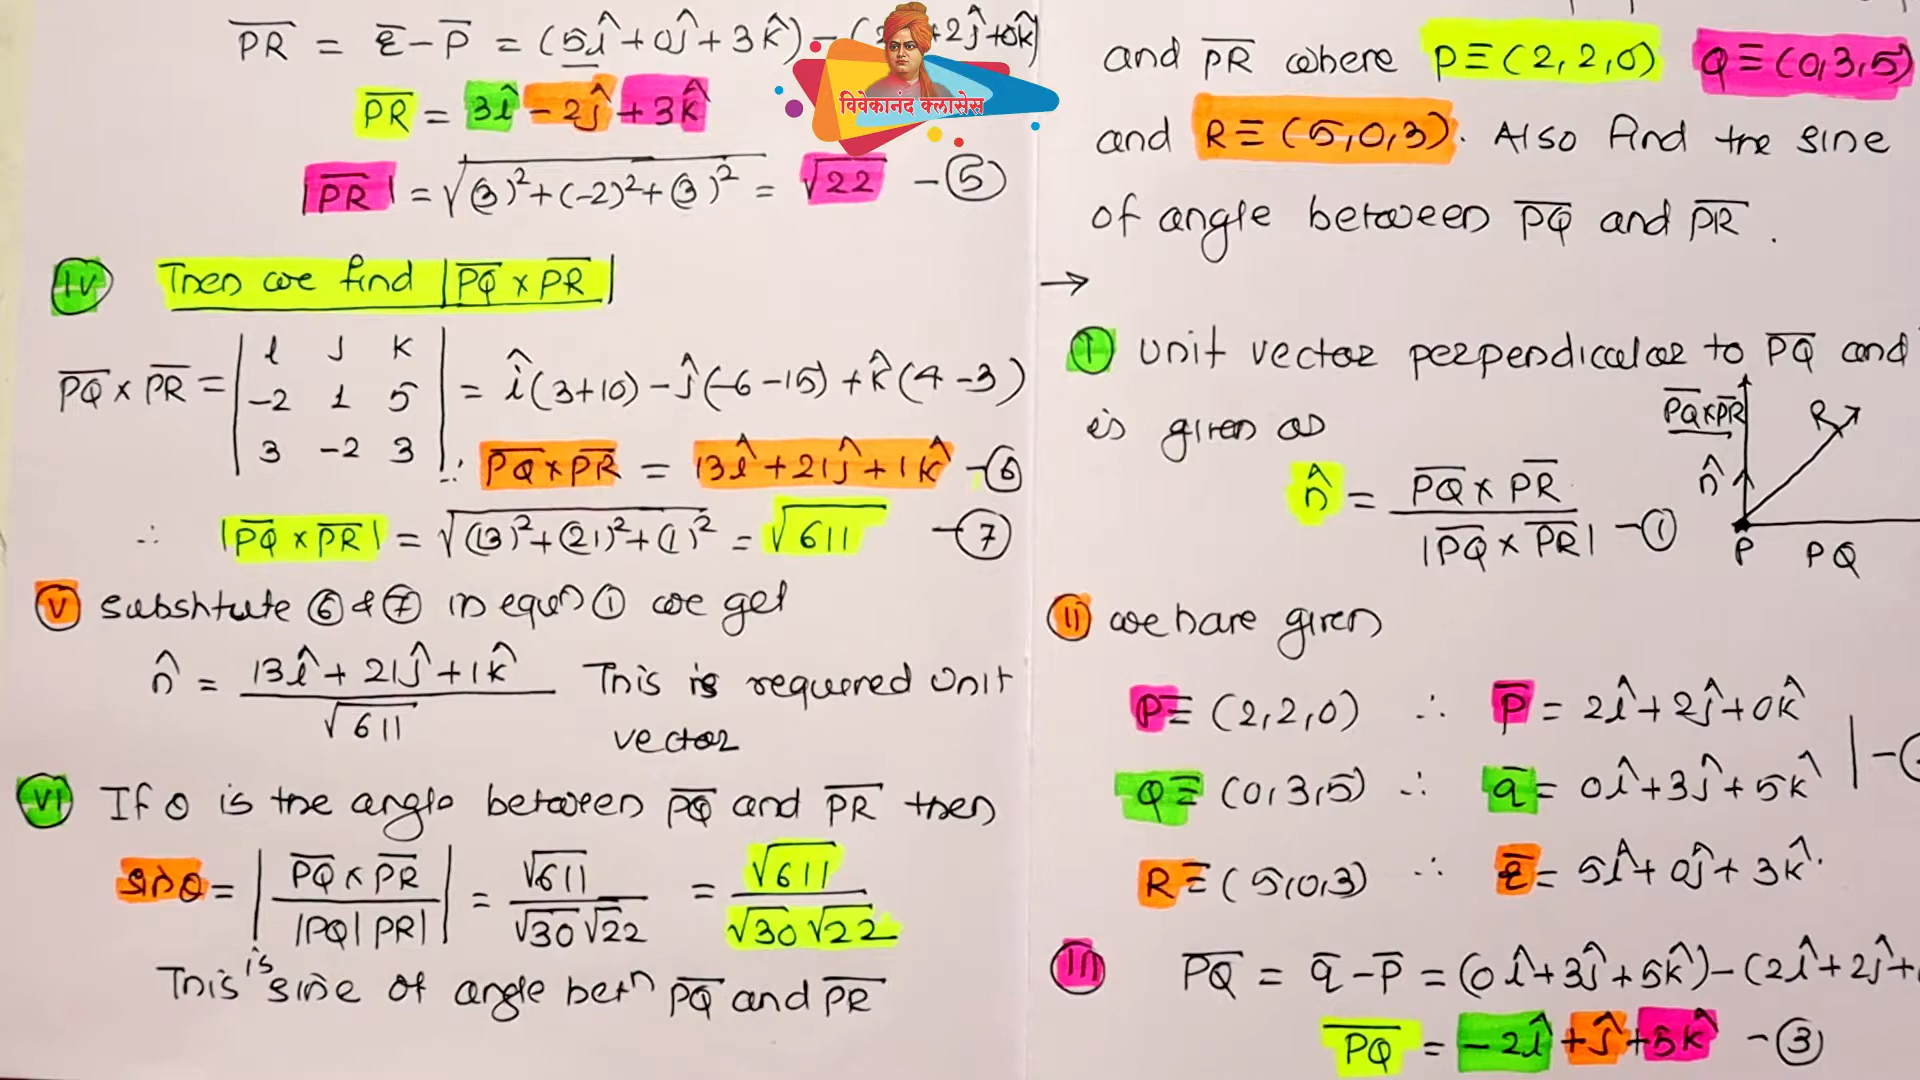 PR = r̄ - p̄ = (5î+0ĵ+3k̂) - (2 +2ĵ+0k̂)
PR = 3î - 2ĵ + 3k̂
|PR| = √(3)²+(-2)²+(3)² = √22 - ⑤
iv Then we find |PQ × PR|
PQ × PR = | i j k |
| -2 1 5 | = î(3+10) - ĵ(-6-15) + k̂(4-3)
| 3 -2 3 |
∴ PQ × PR = 13î + 21ĵ + 1k̂ - ⑥
∴ |PQ × PR| = √(13)²+(21)²+(1)² = √611 - ⑦
v substitute ⑥ & ⑦ in equn ① we get
n̂ = 13î + 21ĵ + 1k̂ / √611 This is required unit
vector
vi If θ is the angle between PQ and PR then
sinθ = | PQ × PR / |PQ| PR| | = √611 / √30 √22 = √611 / √30 √22
This is sine of angle betn PQ and PR
विवेकानंद क्लासेस
and PR where P≡(2,2,0) Q≡(0,3,5)
and R≡(5,0,3). Also find the sine
of angle between PQ and PR.
→
I unit vector perpendicular to PQ and
is given as
n̂ = PQ × PR / |PQ × PR| - ①
PQ×PR
R
n̂
P PQ
II we have given
P≡(2,2,0) ∴ p̄ = 2î+2ĵ+0k̂
Q≡(0,3,5) ∴ q̄ = 0î+3ĵ+5k̂
R≡(5,0,3) ∴ r̄ = 5î+0ĵ+3k̂.
III PQ = q̄ - p̄ = (0î+3ĵ+5k̂) - (2î+2ĵ+
PQ = -2î+ĵ+5k̂ - ③